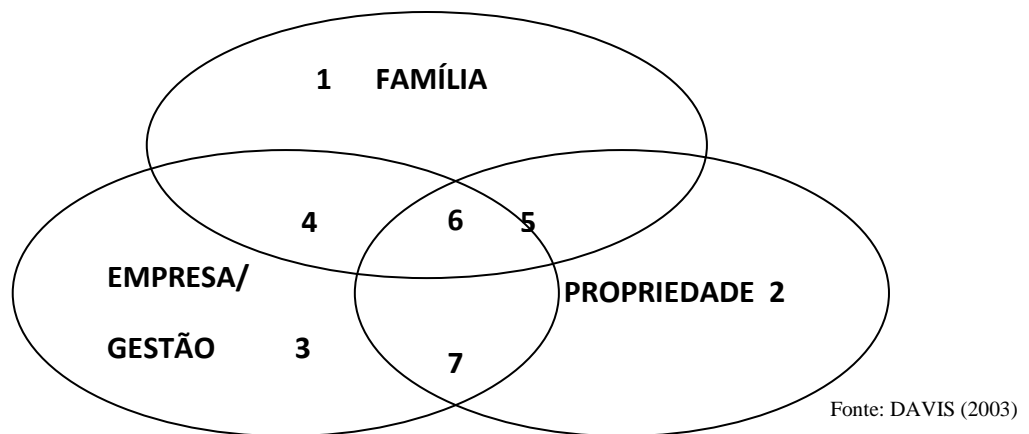 1 FAMÍLIA
4 6 5
EMPRESA/
PROPRIEDADE 2
GESTÃO 3
7
Fonte: DAVIS (2003)